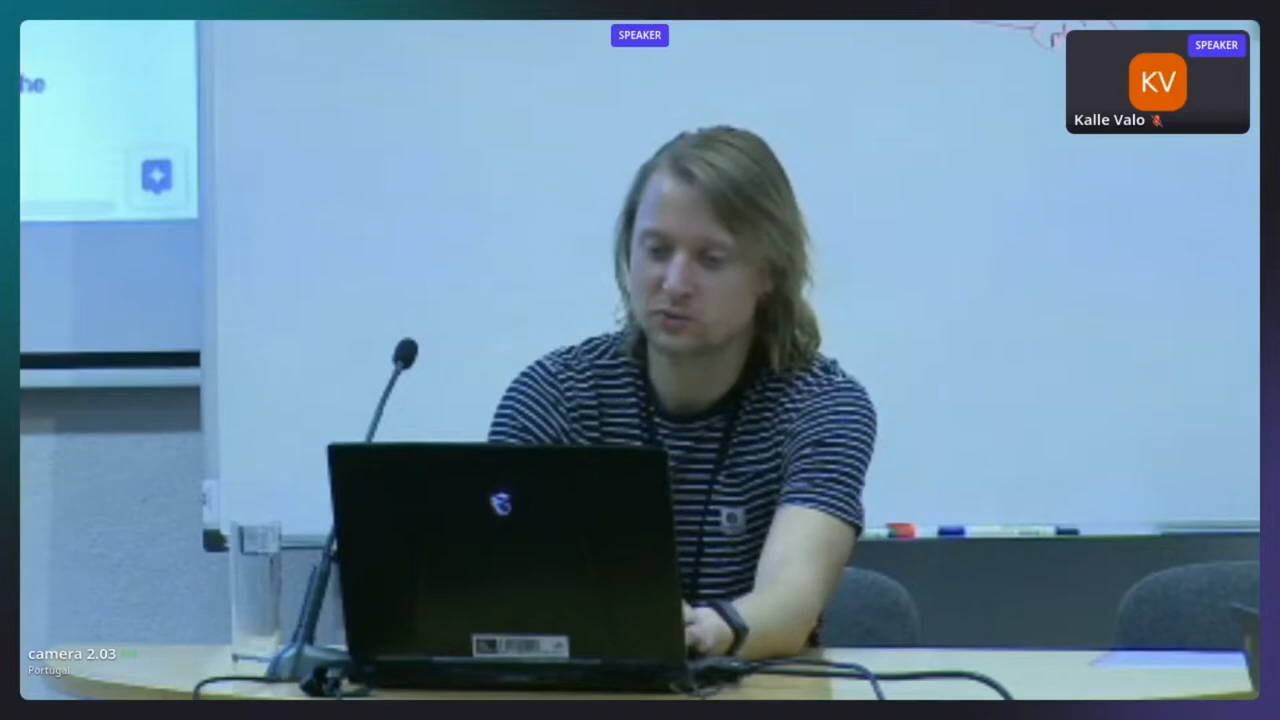 SPEAKER
he
SPEAKER
KV
Kalle Valo
camera 2.03
Portugal